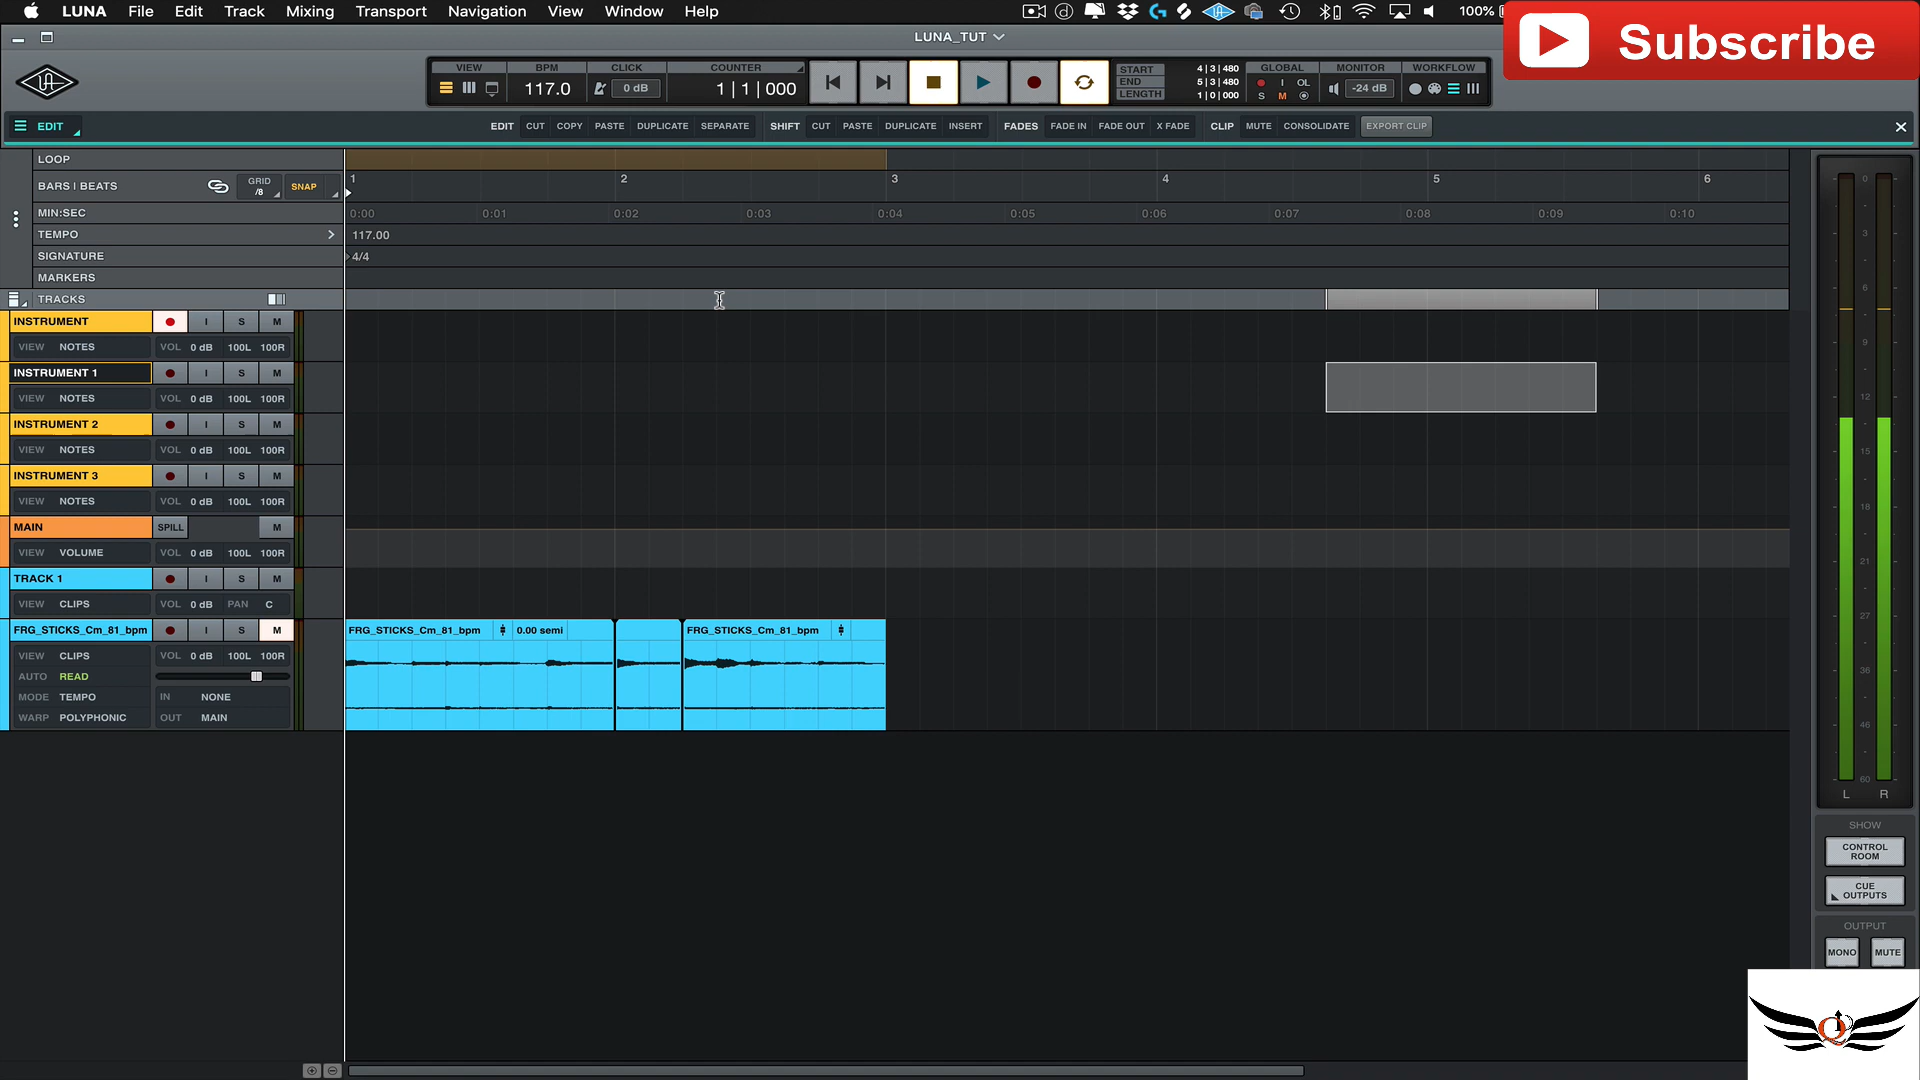 LUNA File Edit Track Mixing Transport Navigation View Window Help 100%
Subscribe
LUNA_TUT
VIEW BPM CLICK COUNTER START 4|3|480 GLOBAL MONITOR WORKFLOW
117.0 0 dB 1|1|000 END 5|3|480 I OL -24 dB
LENGTH 1|0|000 S M
EDIT EDIT CUT COPY PASTE DUPLICATE SEPARATE SHIFT CUT PASTE DUPLICATE INSERT FADES FADE IN FADE OUT X FADE CLIP MUTE CONSOLIDATE EXPORT CLIP
LOOP
BARS | BEATS GRID /8 SNAP 1 2 3 4 5 6
MIN:SEC 0:00 0:01 0:02 0:03 0:04 0:05 0:06 0:07 0:08 0:09 0:10
TEMPO 117.00
SIGNATURE 4/4
MARKERS
TRACKS
INSTRUMENT I S M
VIEW NOTES VOL 0 dB 100L 100R
INSTRUMENT 1 I S M
VIEW NOTES VOL 0 dB 100L 100R
INSTRUMENT 2 I S M
VIEW NOTES VOL 0 dB 100L 100R
INSTRUMENT 3 I S M
VIEW NOTES VOL 0 dB 100L 100R
MAIN SPILL M
VIEW VOLUME VOL 0 dB 100L 100R
TRACK 1 I S M
VIEW CLIPS VOL 0 dB PAN C
FRG_STICKS_Cm_81_bpm I S M FRG_STICKS_Cm_81_bpm 0.00 semi FRG_STICKS_Cm_81_bpm
VIEW CLIPS VOL 0 dB 100L 100R
AUTO READ
MODE TEMPO IN NONE
WARP POLYPHONIC OUT MAIN
0
3
6
9
12
15
18
21
27
36
46
60
L R
SHOW
CONTROL
ROOM
CUE
OUTPUTS
OUTPUT
MONO MUTE